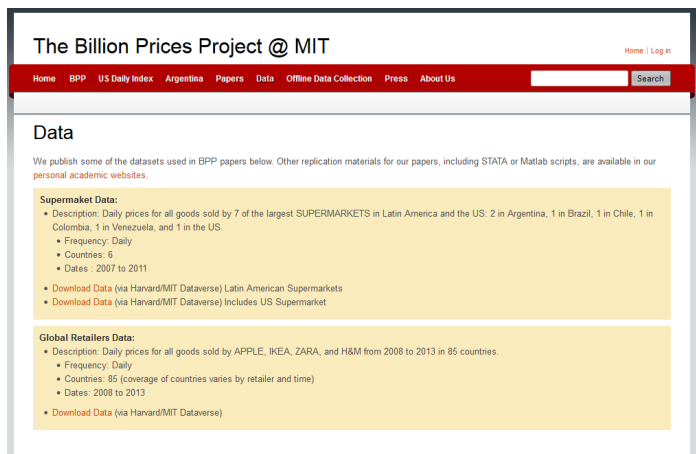 The Billion Prices Project @ MIT
Home | Log in
Home BPP US Daily Index Argentina Papers Data Offline Data Collection Press About Us Search
Data
We publish some of the datasets used in BPP papers below. Other replication materials for our papers, including STATA or Matlab scripts, are available in our
personal academic websites.
Supermaket Data:
• Description: Daily prices for all goods sold by 7 of the largest SUPERMARKETS in Latin America and the US: 2 in Argentina, 1 in Brazil, 1 in Chile, 1 in
Colombia, 1 in Venezuela, and 1 in the US.
• Frequency: Daily
• Countries: 6
• Dates : 2007 to 2011
• Download Data (via Harvard/MIT Dataverse) Latin American Supermarkets
• Download Data (via Harvard/MIT Dataverse) Includes US Supermarket
Global Retailers Data:
• Description: Daily prices for all goods sold by APPLE, IKEA, ZARA, and H&M from 2008 to 2013 in 85 countries.
• Frequency: Daily
• Countries: 85 (coverage of countries varies by retailer and time)
• Dates: 2008 to 2013
• Download Data (via Harvard/MIT Dataverse)